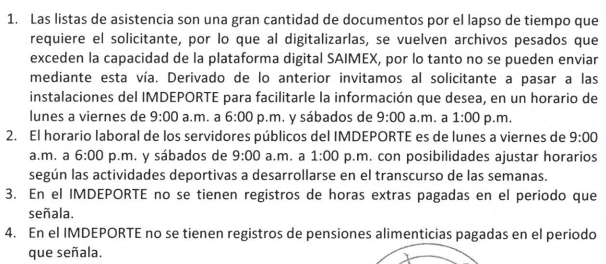 1. Las listas de asistencia son una gran cantidad de documentos por el lapso de tiempo que
requiere el solicitante, por lo que al digitalizarlas, se vuelven archivos pesados que
exceden la capacidad de la plataforma digital SAIMEX, por lo tanto no se pueden enviar
mediante esta vía. Derivado de lo anterior invitamos al solicitante a pasar a las
instalaciones del IMDEPORTE para facilitarle la información que desea, en un horario de
lunes a viernes de 9:00 a.m. a 6:00 p.m. y sábados de 9:00 a.m. a 1:00 p.m.
2. El horario laboral de los servidores públicos del IMDEPORTE es de lunes a viernes de 9:00
a.m. a 6:00 p.m. y sábados de 9:00 a.m. a 1:00 p.m. con posibilidades ajustar horarios
según las actividades deportivas a desarrollarse en el transcurso de las semanas.
3. En el IMDEPORTE no se tienen registros de horas extras pagadas en el periodo que
señala.
4. En el IMDEPORTE no se tienen registros de pensiones alimenticias pagadas en el periodo
que señala.